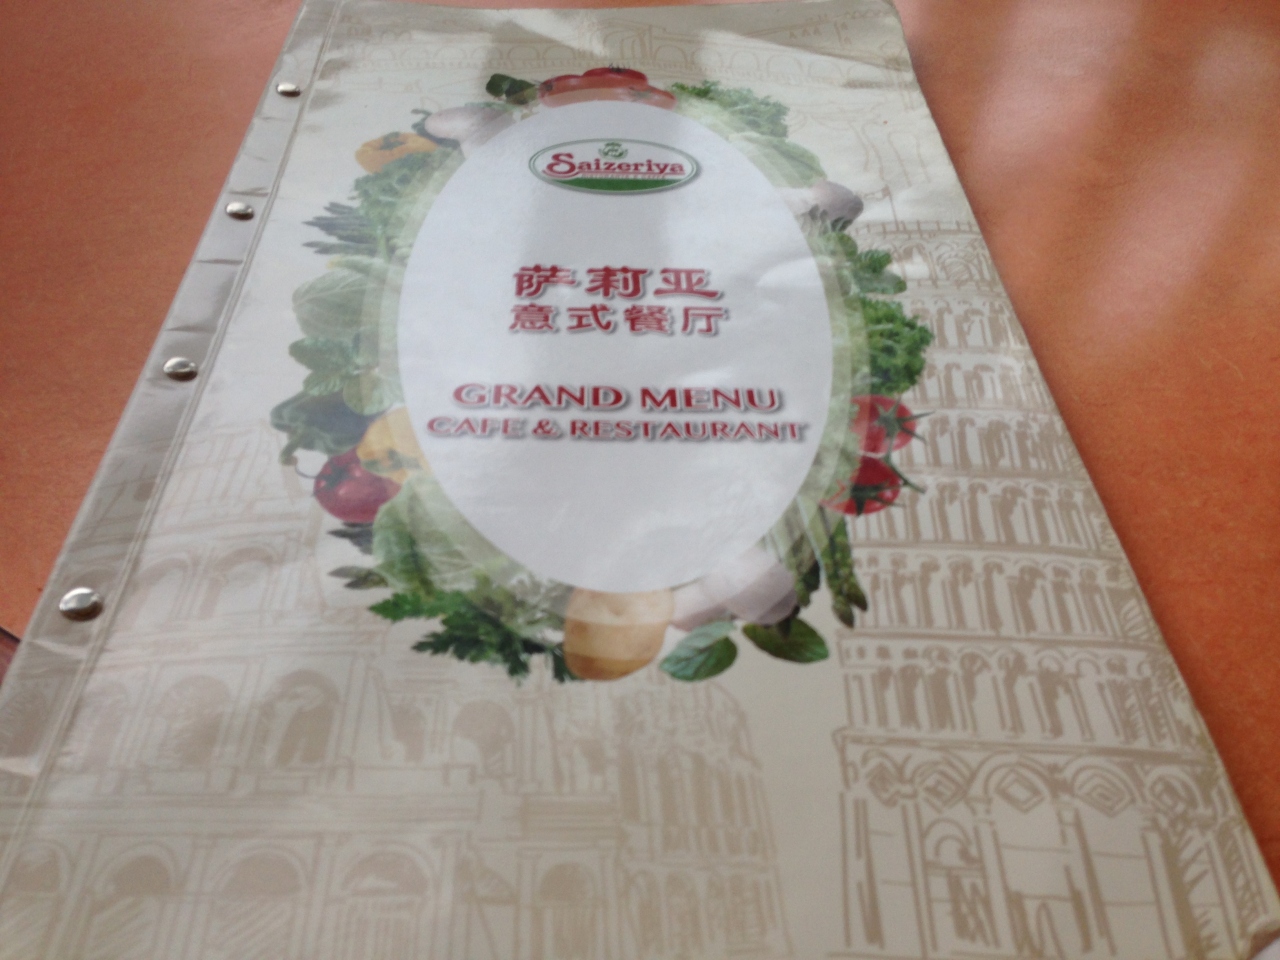 Saizeriya
萨莉亚
意式餐厅
GRAND MENU
CAFE & RESTAURANT